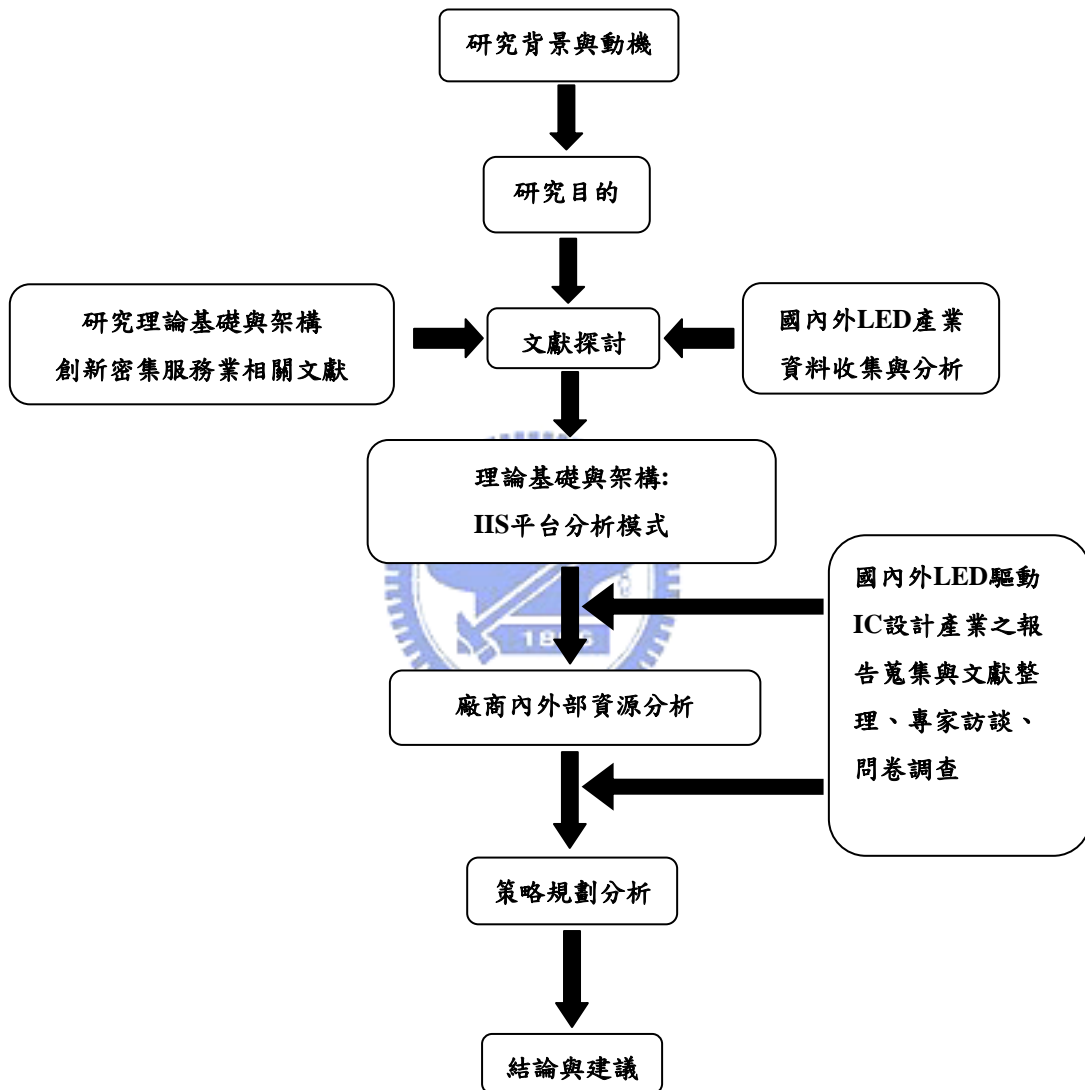 研究背景與動機
研究目的
研究理論基礎與架構
創新密集服務業相關文獻
文獻探討
國內外LED產業
資料收集與分析
理論基礎與架構:
IIS平台分析模式
國內外LED驅動
IC設計產業之報
告蒐集與文獻整
理、專家訪談、
問卷調查
廠商內外部資源分析
策略規劃分析
結論與建議